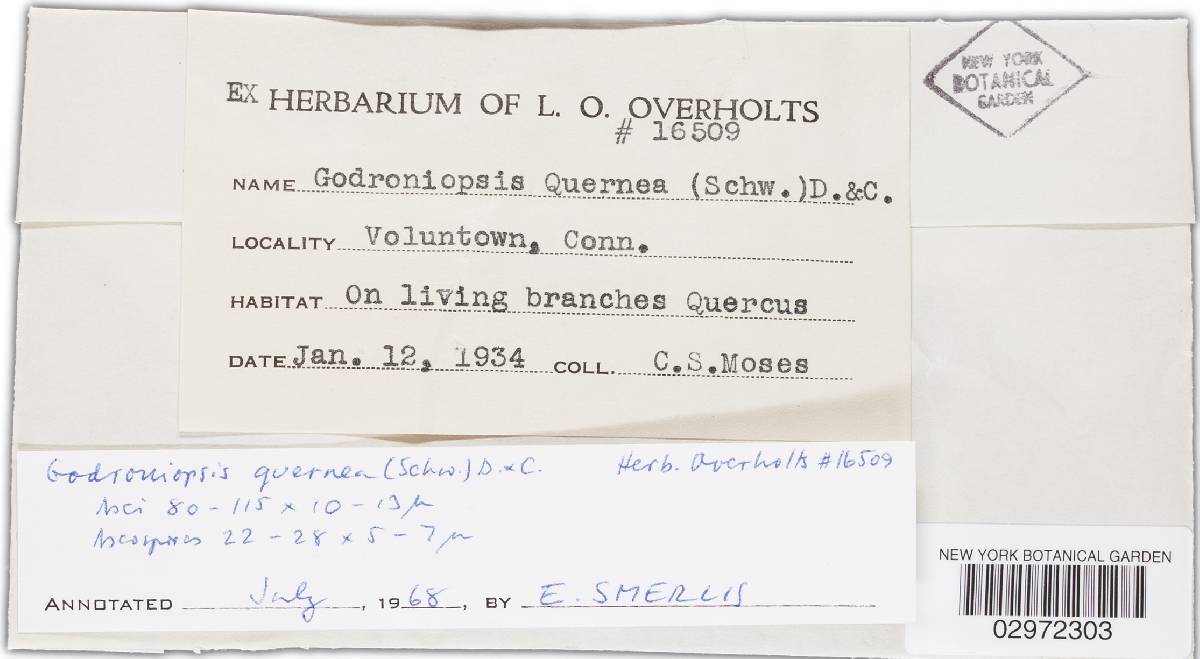 NEW YORK
BOTANICAL
GARDEN
EX HERBARIUM OF L. O. OVERHOLTS
# 16509
NAME Godroniopsis Quernea (Schw.)D.&C.
LOCALITY Voluntown, Conn.
HABITAT On living branches Quercus
DATE Jan. 12, 1934 COLL. C.S.Moses
Godroniopsis quernea (Schw.) D. & C. Herb. Overholts #16509
Asci 80 - 115 x 10 - 13 μ
Ascospores 22 - 28 x 5 - 7 μ
ANNOTATED July, 1968, BY E. SMERLIS
NEW YORK BOTANICAL GARDEN
02972303